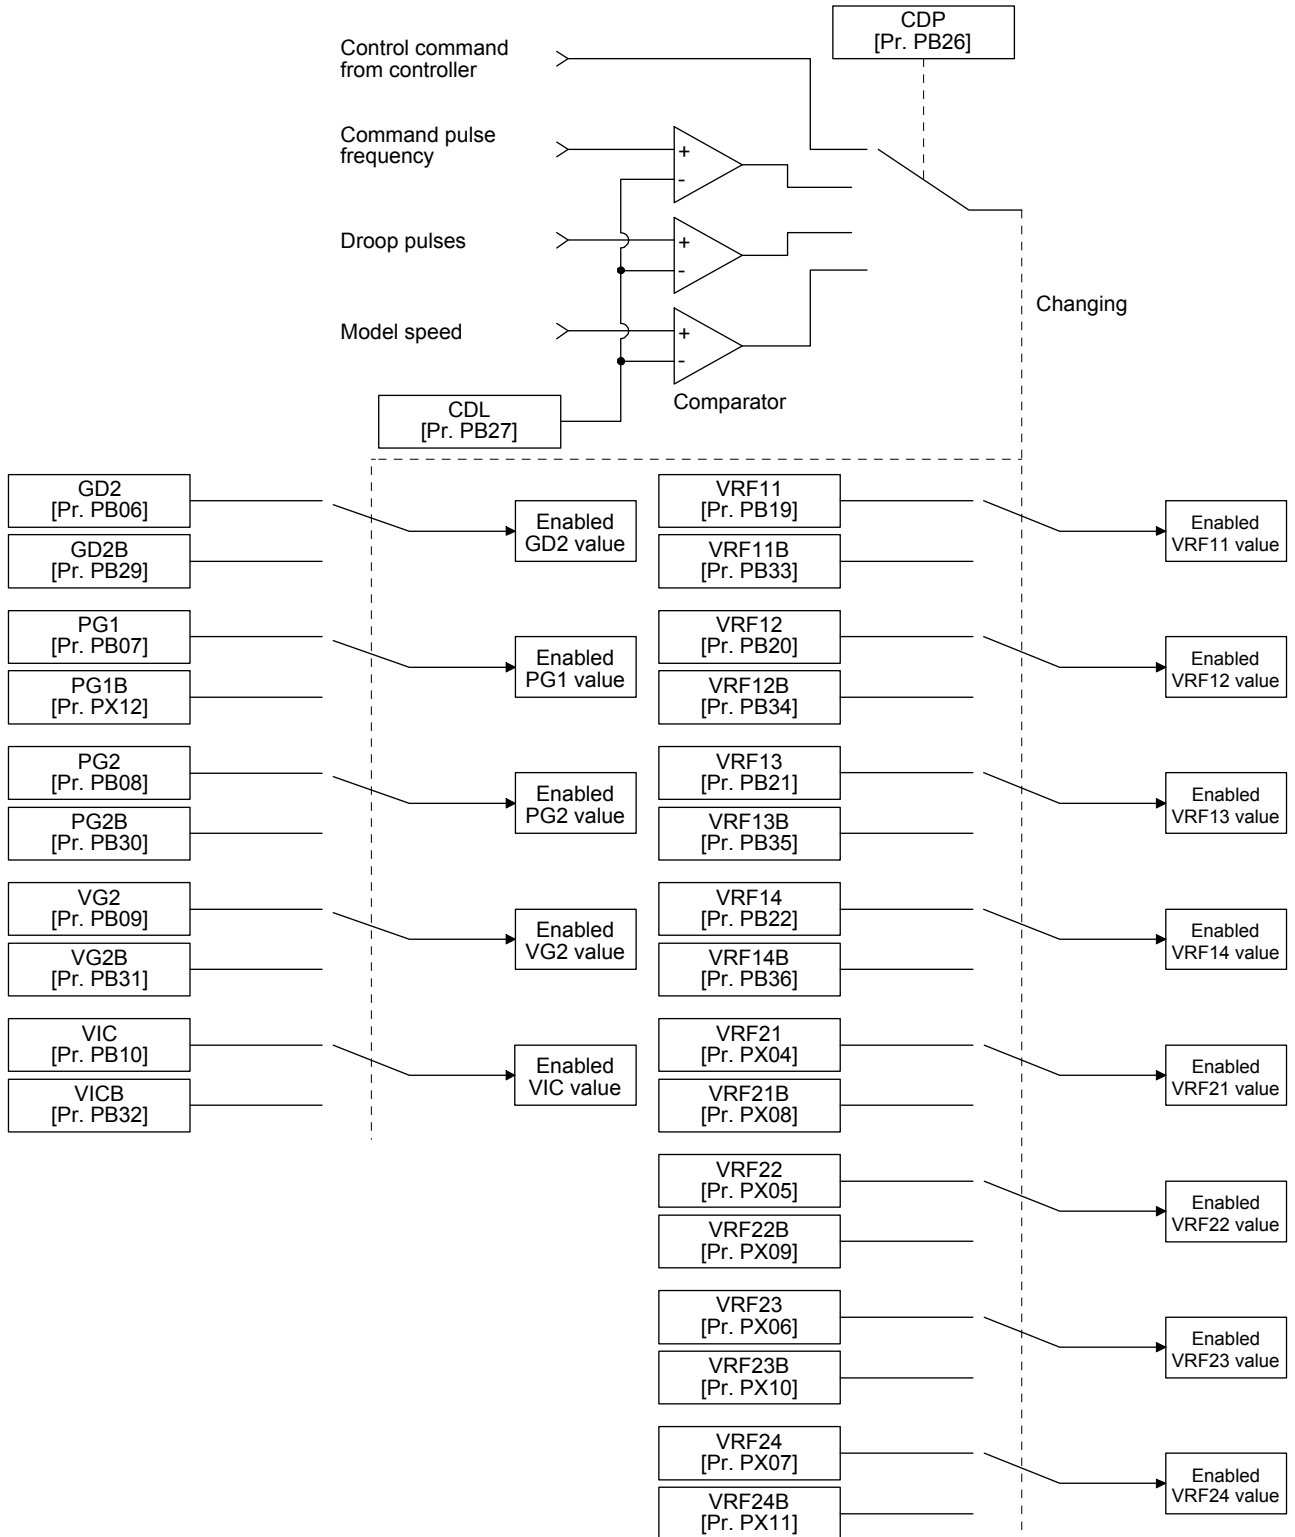 CDP
[Pr. PB26]
Control command
from controller
Command pulse
frequency
+
-
Droop pulses
+
-
Changing
Model speed
+
-
Comparator
CDL
[Pr. PB27]
GD2
[Pr. PB06]
GD2B
[Pr. PB29]
Enabled
GD2 value
PG1
[Pr. PB07]
PG1B
[Pr. PX12]
Enabled
PG1 value
PG2
[Pr. PB08]
PG2B
[Pr. PB30]
Enabled
PG2 value
VG2
[Pr. PB09]
VG2B
[Pr. PB31]
Enabled
VG2 value
VIC
[Pr. PB10]
VICB
[Pr. PB32]
Enabled
VIC value
VRF11
[Pr. PB19]
VRF11B
[Pr. PB33]
Enabled
VRF11 value
VRF12
[Pr. PB20]
VRF12B
[Pr. PB34]
Enabled
VRF12 value
VRF13
[Pr. PB21]
VRF13B
[Pr. PB35]
Enabled
VRF13 value
VRF14
[Pr. PB22]
VRF14B
[Pr. PB36]
Enabled
VRF14 value
VRF21
[Pr. PX04]
VRF21B
[Pr. PX08]
Enabled
VRF21 value
VRF22
[Pr. PX05]
VRF22B
[Pr. PX09]
Enabled
VRF22 value
VRF23
[Pr. PX06]
VRF23B
[Pr. PX10]
Enabled
VRF23 value
VRF24
[Pr. PX07]
VRF24B
[Pr. PX11]
Enabled
VRF24 value